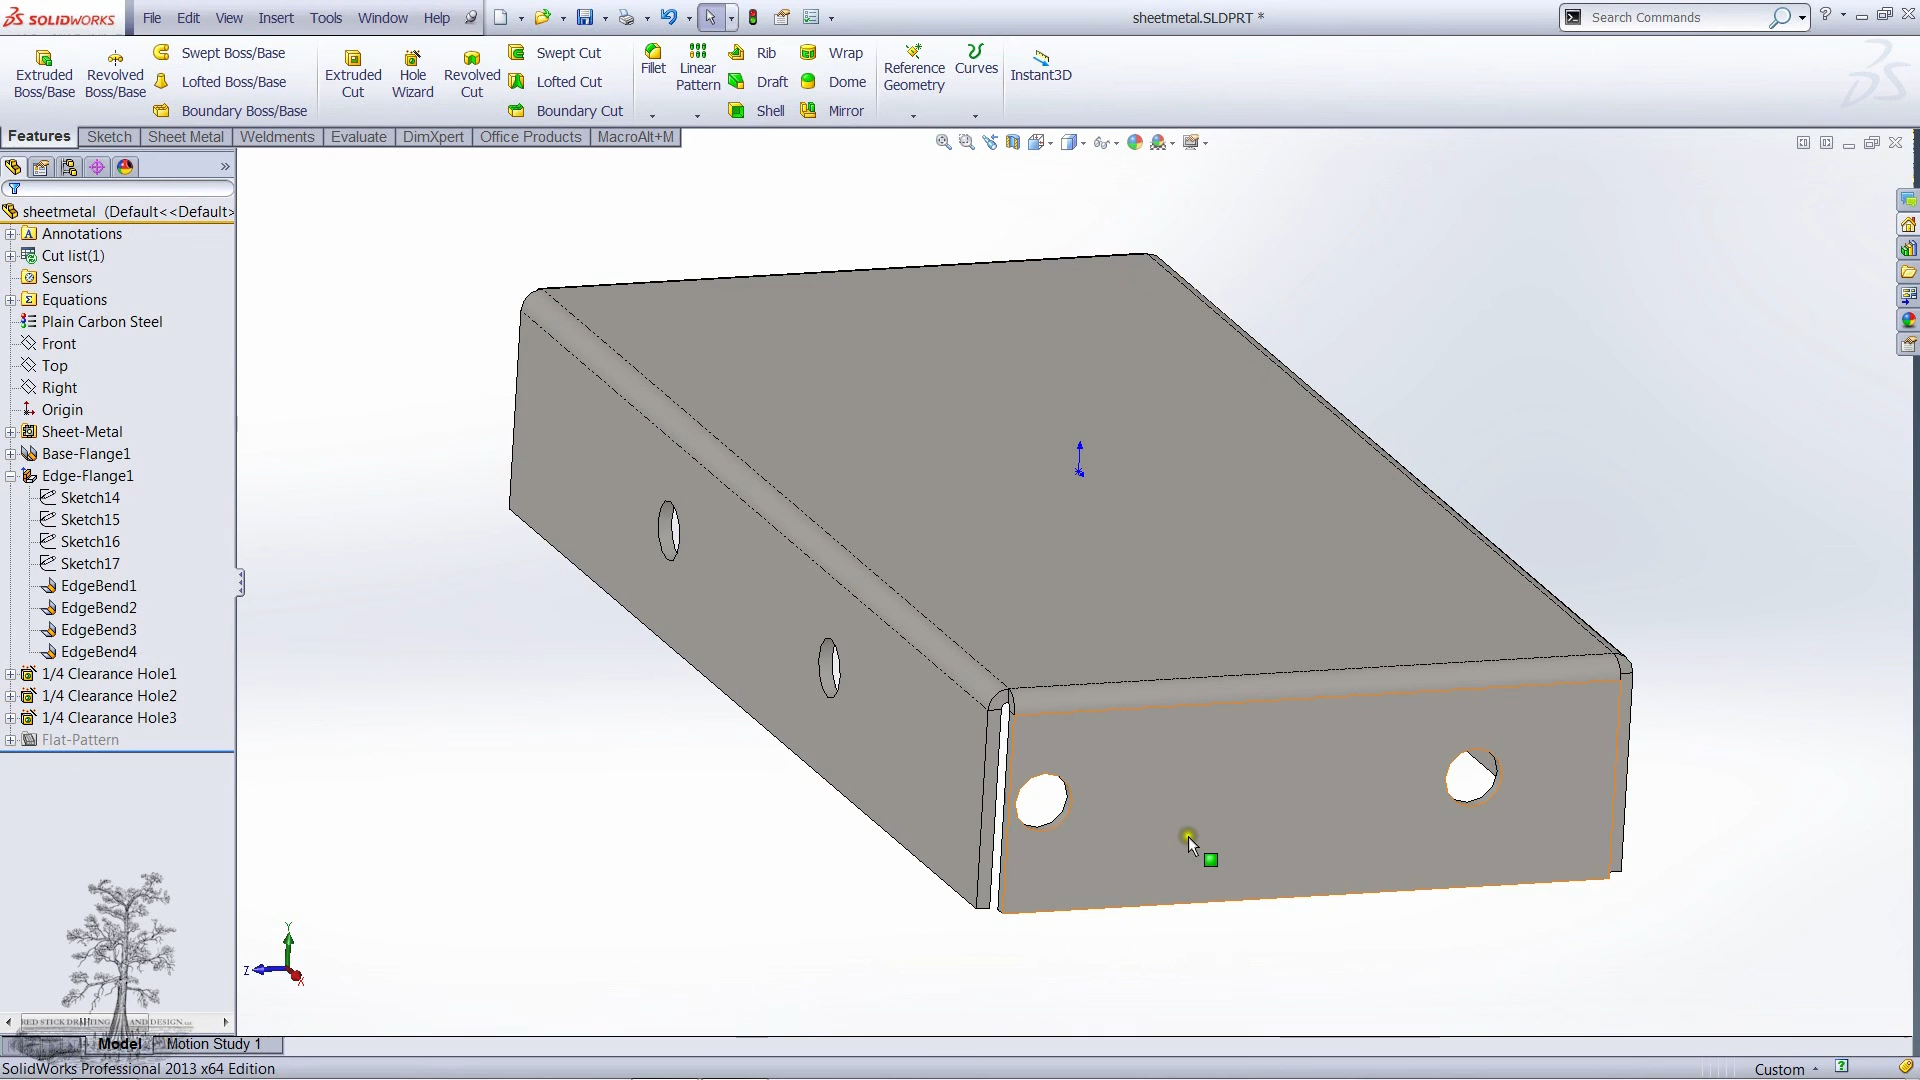 SOLIDWORKS
File Edit View Insert Tools Window Help
sheetmetal.SLDPRT *
Search Commands
Extruded Boss/Base
Revolved Boss/Base
Swept Boss/Base
Lofted Boss/Base
Boundary Boss/Base
Extruded Cut
Hole Wizard
Revolved Cut
Swept Cut
Lofted Cut
Boundary Cut
Fillet
Linear Pattern
Rib
Draft
Shell
Wrap
Dome
Mirror
Reference Geometry
Curves
Instant3D
Features Sketch Sheet Metal Weldments Evaluate DimXpert Office Products MacroAlt+M
sheetmetal (Default<<Default>
Annotations
Cut list(1)
Sensors
Equations
Plain Carbon Steel
Front
Top
Right
Origin
Sheet-Metal
Base-Flange1
Edge-Flange1
Sketch14
Sketch15
Sketch16
Sketch17
EdgeBend1
EdgeBend2
EdgeBend3
EdgeBend4
1/4 Clearance Hole1
1/4 Clearance Hole2
1/4 Clearance Hole3
Flat-Pattern
Y
Z
X
RED STICK DRAFTING AND DESIGN
Model Motion Study 1
SolidWorks Professional 2013 x64 Edition
Custom